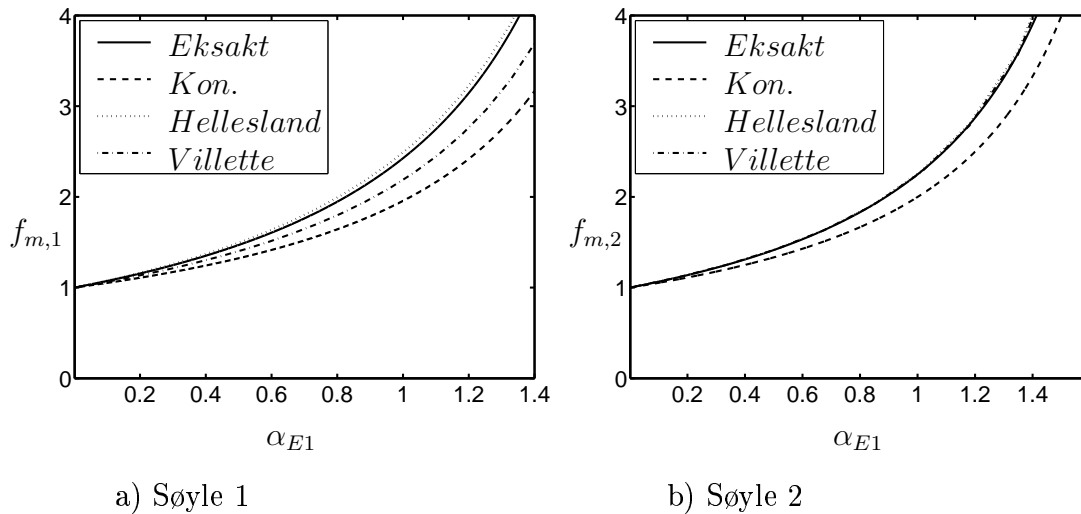 4
3
2
1
0
f_{m,1}
Eksakt
Kon.
Hellesland
Villette
0.2 0.4 0.6 0.8 1 1.2 1.4
α_{E1}
a) Søyle 1
4
3
2
1
0
f_{m,2}
Eksakt
Kon.
Hellesland
Villette
0.2 0.4 0.6 0.8 1 1.2 1.4
α_{E1}
b) Søyle 2